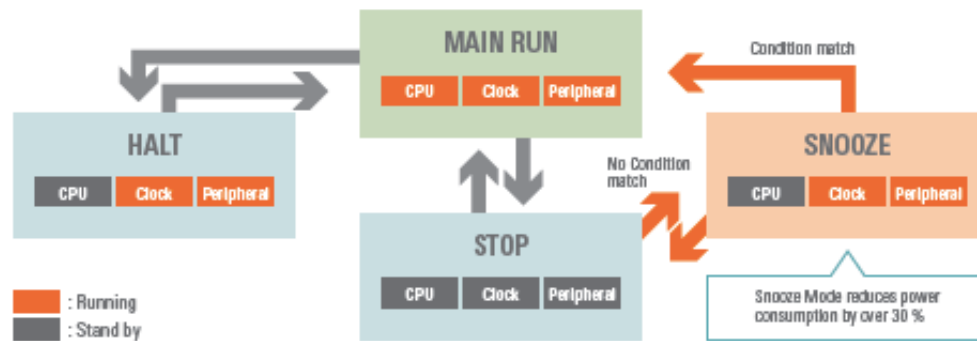 MAIN RUN
CPU Clock Peripheral
Condition match
HALT
CPU Clock Peripheral
SNOOZE
CPU Clock Peripheral
No Condition
match
STOP
CPU Clock Peripheral
: Running
: Stand by
Snooze Mode reduces power
consumption by over 30 %